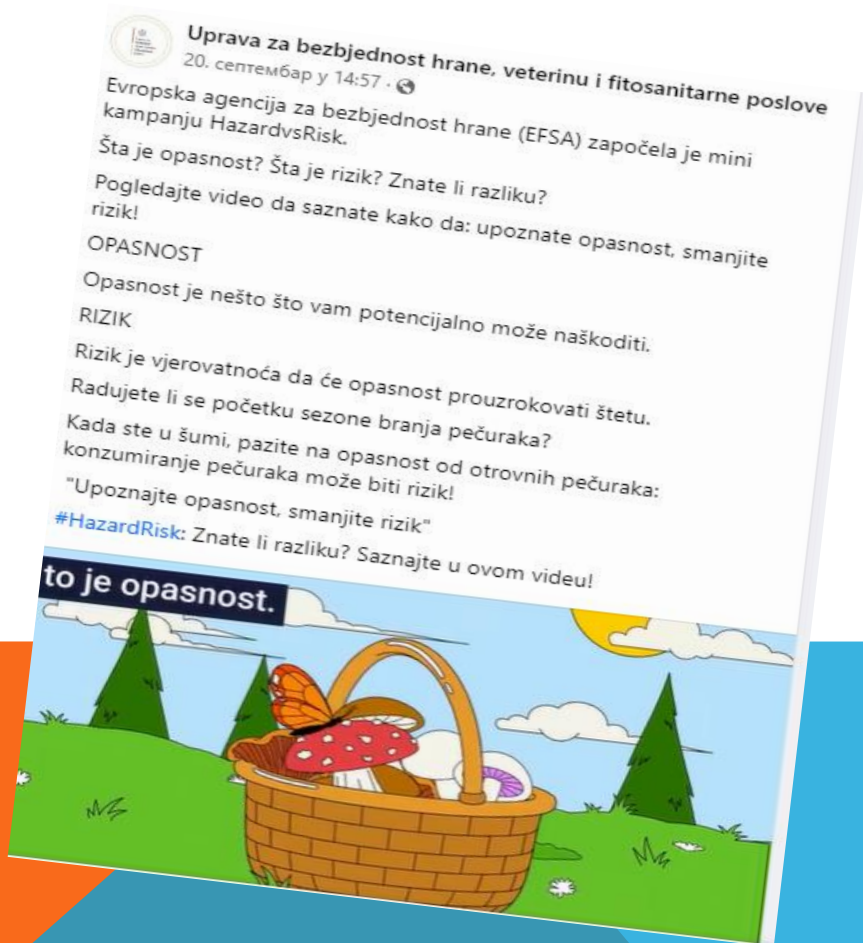 Uprava za bezbjednost hrane, veterinu i fitosanitarne poslove
20. септембар у 14:57 ·
Evropska agencija za bezbjednost hrane (EFSA) započela je mini
kampanju HazardvsRisk.
Šta je opasnost? Šta je rizik? Znate li razliku?
Pogledajte video da saznate kako da: upoznate opasnost, smanjite
rizik!
OPASNOST
Opasnost je nešto što vam potencijalno može naškoditi.
RIZIK
Rizik je vjerovatnoća da će opasnost prouzrokovati štetu.
Radujete li se početku sezone branja pečuraka?
Kada ste u šumi, pazite na opasnost od otrovnih pečuraka:
konzumiranje pečuraka može biti rizik!
"Upoznajte opasnost, smanjite rizik"
#HazardRisk: Znate li razliku? Saznajte u ovom videu!
to je opasnost.